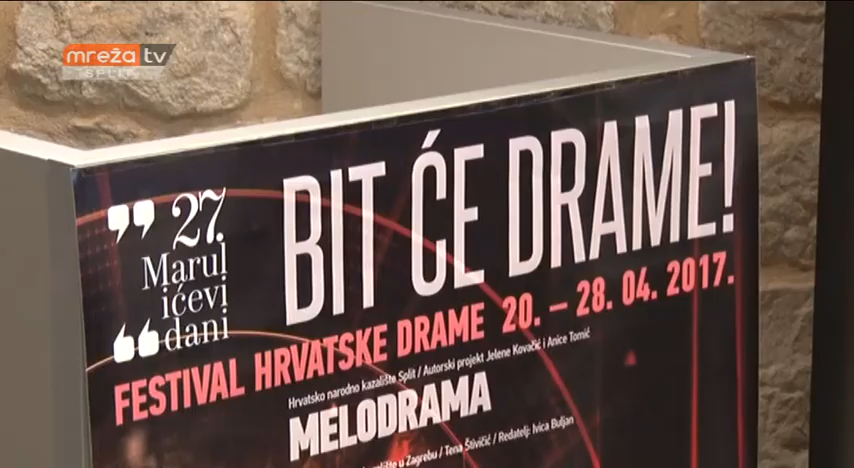 mreža tv
SPLIT
27.
Marul
ićevi
dani
BIT ĆE DRAME!
FESTIVAL HRVATSKE DRAME 20. – 28. 04. 2017.
Hrvatsko narodno kazalište Split / Autorski projekt Jelene Kovačić i Anice Tomić
MELODRAMA
u Zagrebu / Tena Štivičić / Redatelj: Ivica Buljan